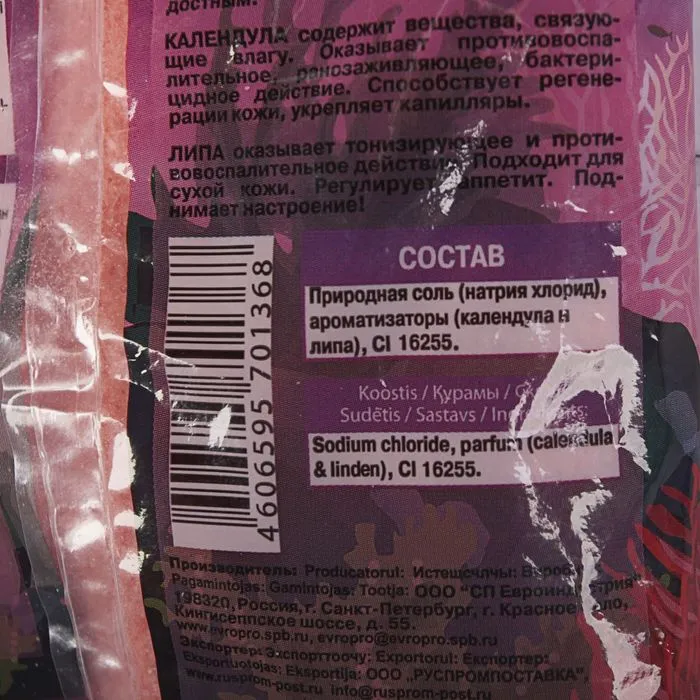 достным.
КАЛЕНДУЛА содержит вещества, связую-
щие влагу. Оказывает противовоспа-
лительное, ранозаживляющее, бактери-
цидное действие. Способствует регене-
рации кожи, укрепляет капилляры.
ЛИПА оказывает тонизирующее и проти-
вовоспалительное действие. Подходит для
сухой кожи. Регулирует аппетит. Под-
нимает настроение!
СОСТАВ
Природная соль (натрия хлорид),
ароматизаторы (календула и
липа), CI 16255.
Koostis / Құрамы /
Sudėtis / Sastavs / Ingredients:
Sodium chloride, parfum (calendula
& linden), CI 16255.
4 606595 701368
Производитель: Producatorul:
Pagamintojas: Gamintojas: Tootja: ООО "СП Евроиндустрия"
198320, Россия, г. Санкт-Петербург, г. Красное Село,
Кингисеппское шоссе, д. 55.
www.evropro.spb.ru, evropro@evropro.spb.ru
Экспортер: Экспорттоочу: Exportorul: Експортер:
Eksportuotojas: Eksportija: ООО "РУСПРОМПОСТАВКА",
www.rusprom-post.ru info@rusprom-post.ru